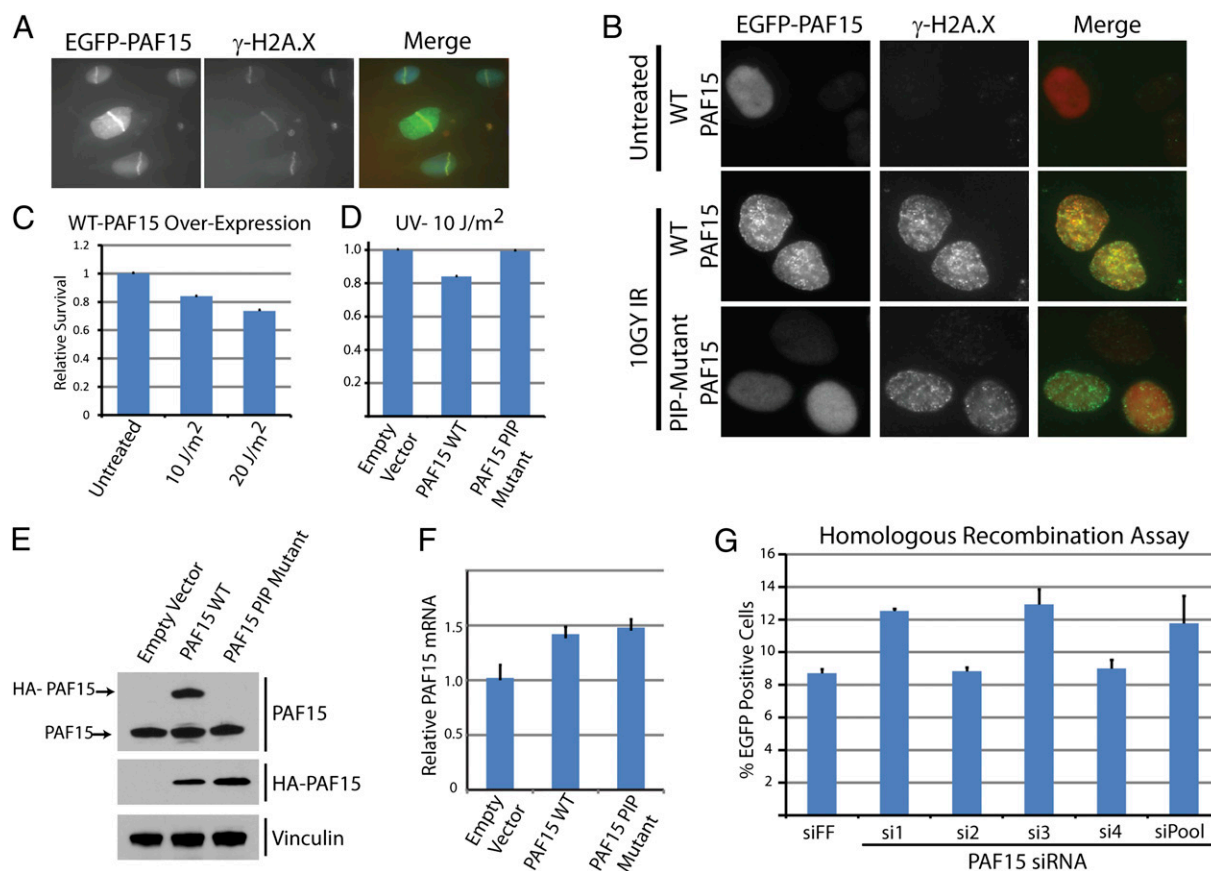 A
EGFP-PAF15 γ-H2A.X Merge
B
EGFP-PAF15 γ-H2A.X Merge
Untreated
WT
PAF15
10GY IR
WT
PAF15
PIP-Mutant
PAF15
C
WT-PAF15 Over-Expression
Relative Survival
1.2
1
0.8
0.6
0.4
0.2
0
Untreated
10 J/m2
20 J/m2
D
UV- 10 J/m2
1.0
0.8
0.6
0.4
0.2
Empty
Vector
PAF15 WT
PAF15 PIP
Mutant
E
Empty Vector
PAF15 WT
PAF15 PIP Mutant
HA- PAF15
PAF15
PAF15
HA-PAF15
Vinculin
F
Relative PAF15 mRNA
1.5
1.0
0.5
0
Empty
Vector
PAF15 WT
PAF15 PIP
Mutant
G
Homologous Recombination Assay
% EGFP Positive Cells
16
14
12
10
8
6
4
2
siFF si1 si2 si3 si4 siPool
PAF15 siRNA